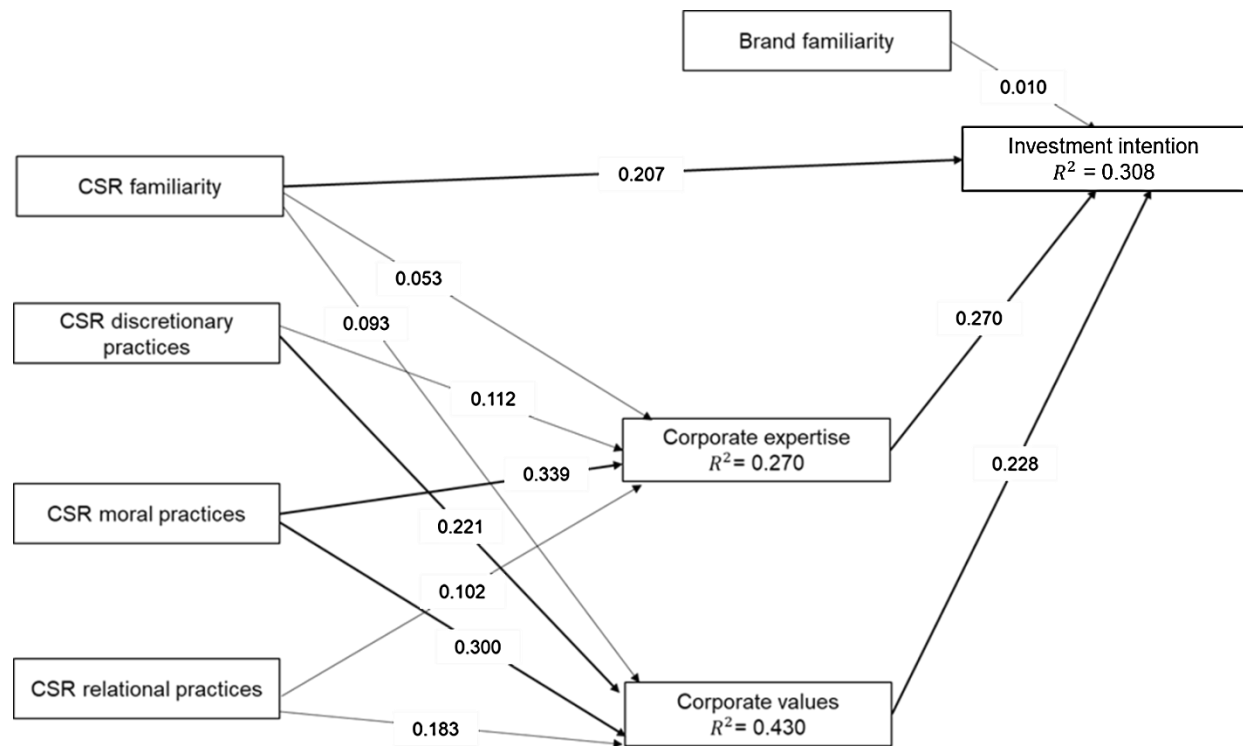 Brand familiarity
0.010
Investment intention
R² = 0.308
CSR familiarity
0.207
0.053
0.093
CSR discretionary
practices
0.112
0.270
Corporate expertise
R² = 0.270
0.339
0.228
CSR moral practices
0.221
0.102
0.300
CSR relational practices
0.183
Corporate values
R² = 0.430